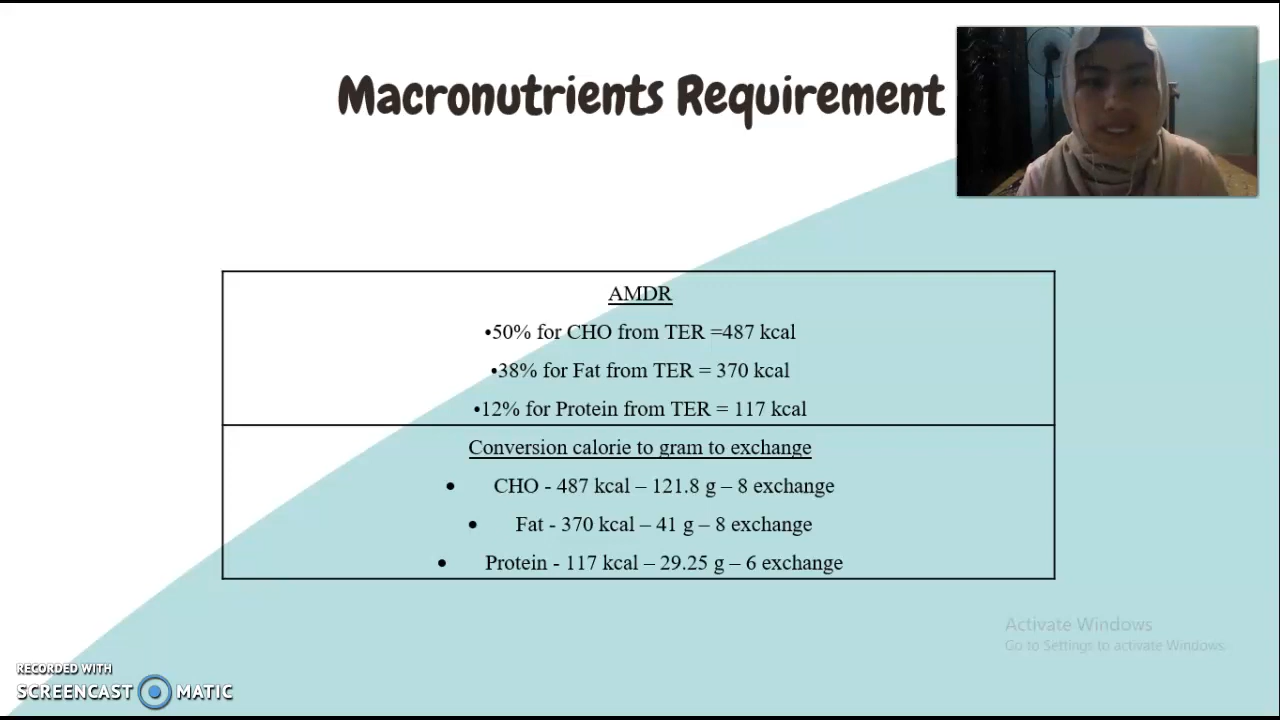 Macronutrients Requirement
AMDR
•50% for CHO from TER =487 kcal
•38% for Fat from TER = 370 kcal
•12% for Protein from TER = 117 kcal
Conversion calorie to gram to exchange
• CHO - 487 kcal – 121.8 g – 8 exchange
• Fat - 370 kcal – 41 g – 8 exchange
• Protein - 117 kcal – 29.25 g – 6 exchange
Activate Windows
Go to Settings to activate Windows.
RECORDED WITH
SCREENCAST MATIC